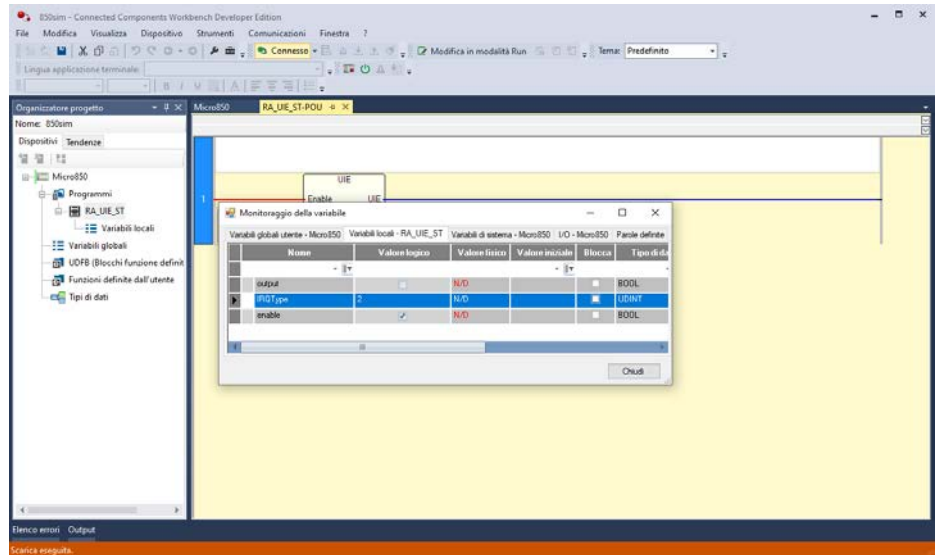 850sim - Connected Components Workbench Developer Edition
File Modifica Visualizza Dispositivo Strumenti Comunicazioni Finestra ?
Connesso Modifica in modalità Run Tema: Predefinito
Lingua applicazione terminale:
Organizzatore progetto
Micro850 RA_UIE_ST-POU
Nome: 850sim
Dispositivi Tendenze
Micro850
Programmi
RA_UIE_ST
Variabili locali
Variabili globali
UDFB (Blocchi funzione definit
Funzioni definite dall'utente
Tipi di dati
1
UIE
Enable UIE
Monitoraggio della variabile
Variabili globali utente - Micro850 Variabili locali - RA_UIE_ST Variabili di sistema - Micro850 I/O - Micro850 Parole definite
Nome Valore logico Valore fisico Valore iniziale Blocca Tipo di da
output N/D BOOL
IRQType 2 N/D UDINT
enable N/D BOOL
Chiudi
Elenco errori Output
Scarica eseguita.